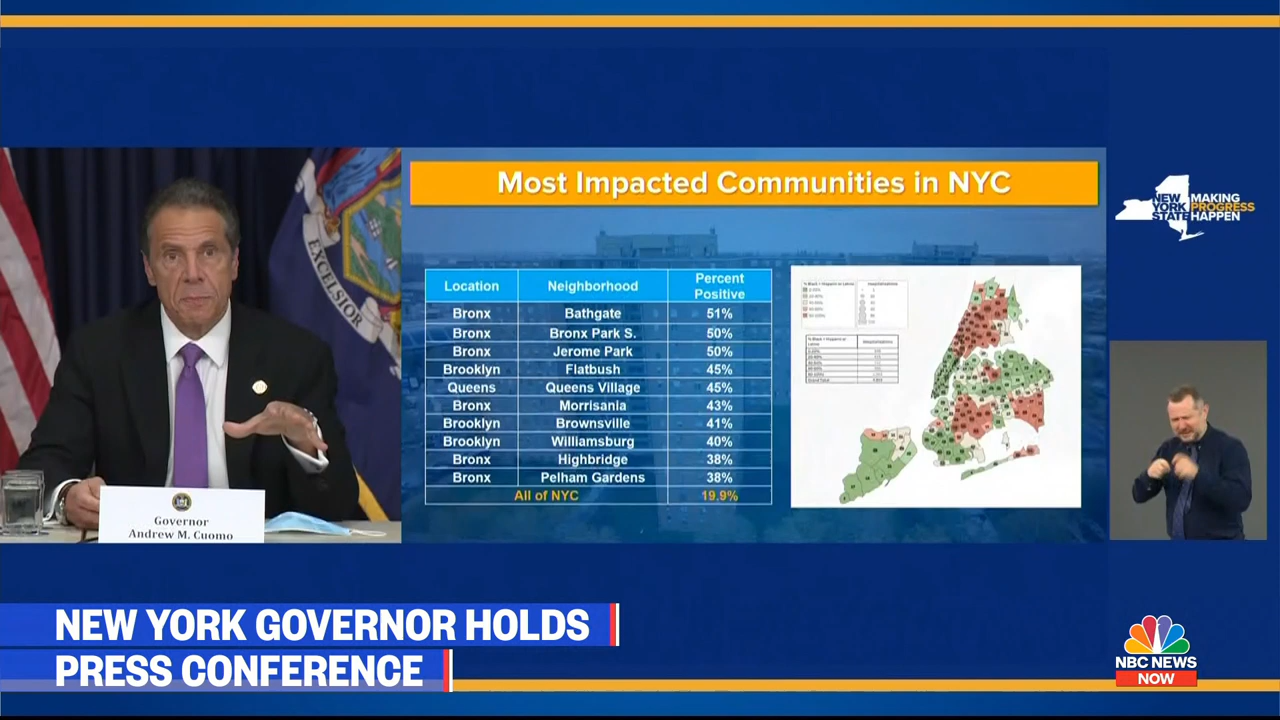 Most Impacted Communities in NYC
Location Neighborhood Percent Positive
Bronx Bathgate 51%
Bronx Bronx Park S. 50%
Bronx Jerome Park 50%
Brooklyn Flatbush 45%
Queens Queens Village 45%
Bronx Morrisania 43%
Brooklyn Brownsville 41%
Brooklyn Williamsburg 40%
Bronx Highbridge 38%
Bronx Pelham Gardens 38%
All of NYC 19.9%
EXCELSIOR
Governor
Andrew M. Cuomo
NEW
YORK
STATE
MAKING
PROGRESS
HAPPEN
NEW YORK GOVERNOR HOLDS
PRESS CONFERENCE
NBC NEWS
NOW